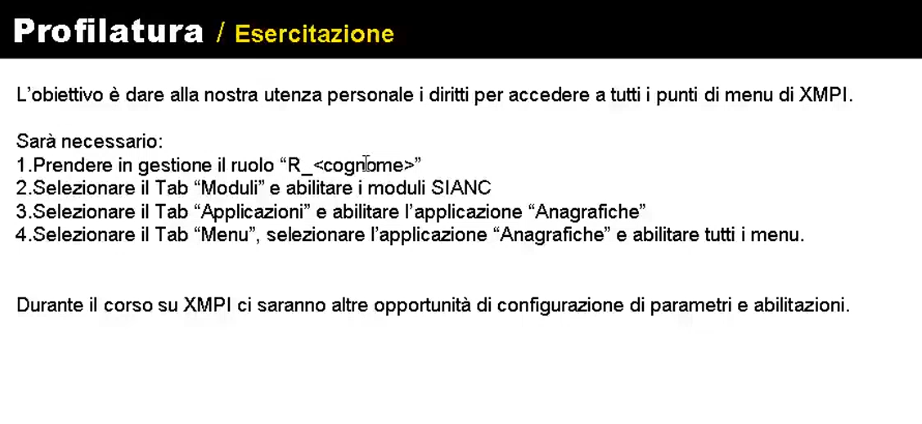 Profilatura / Esercitazione
L'obiettivo è dare alla nostra utenza personale i diritti per accedere a tutti i punti di menu di XMPI.
Sarà necessario:
1.Prendere in gestione il ruolo “R_<cognome>”
2.Selezionare il Tab “Moduli” e abilitare i moduli SIANC
3.Selezionare il Tab “Applicazioni” e abilitare l'applicazione “Anagrafiche”
4.Selezionare il Tab “Menu”, selezionare l'applicazione “Anagrafiche” e abilitare tutti i menu.
Durante il corso su XMPI ci saranno altre opportunità di configurazione di parametri e abilitazioni.